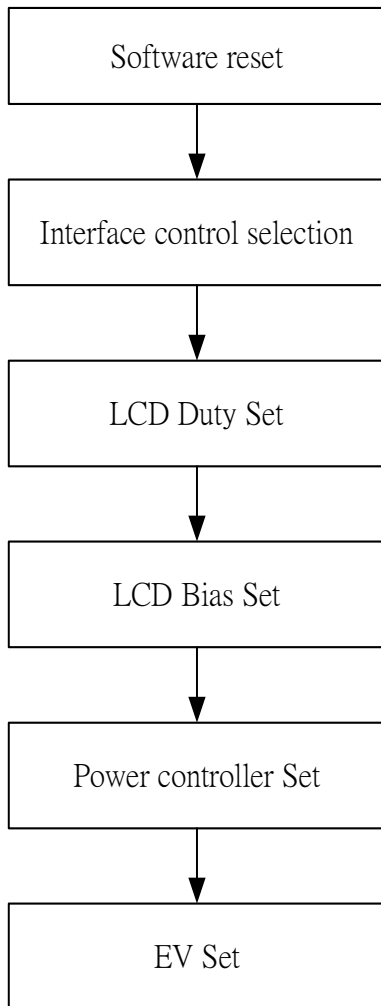 Software reset
Interface control selection
LCD Duty Set
LCD Bias Set
Power controller Set
EV Set